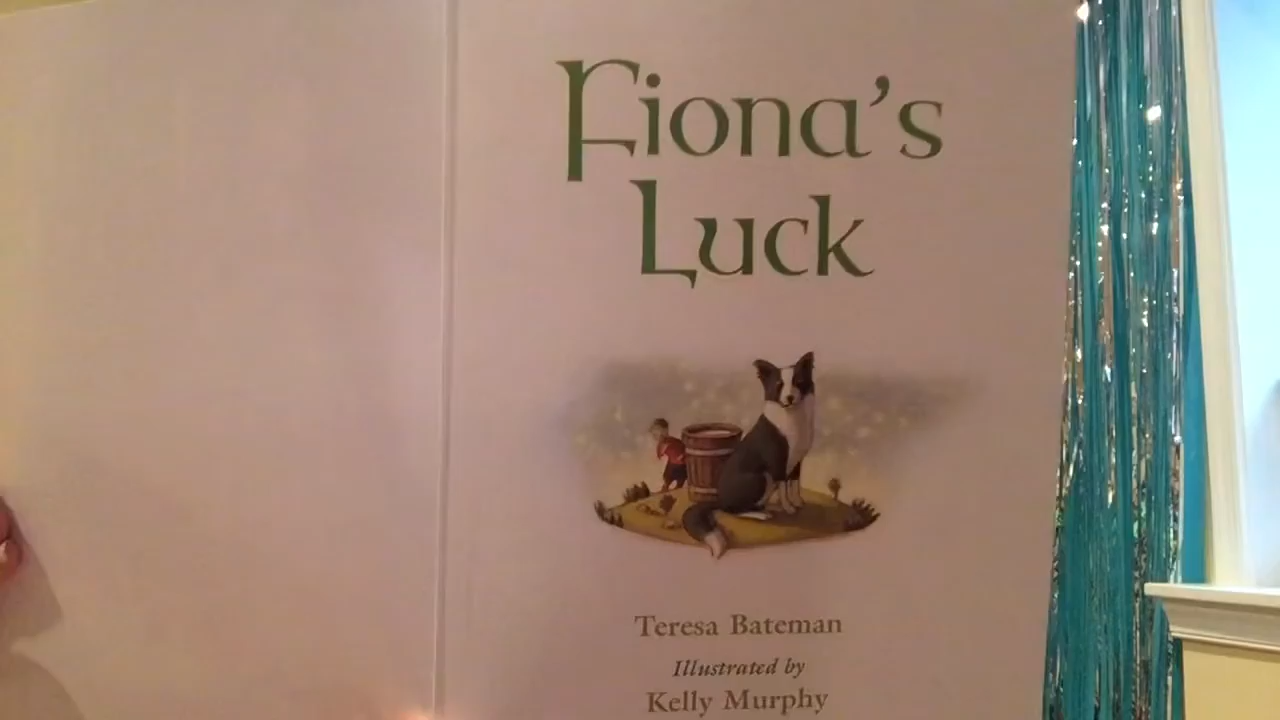 Fiona's
Luck
Teresa Bateman
Illustrated by
Kelly Murphy